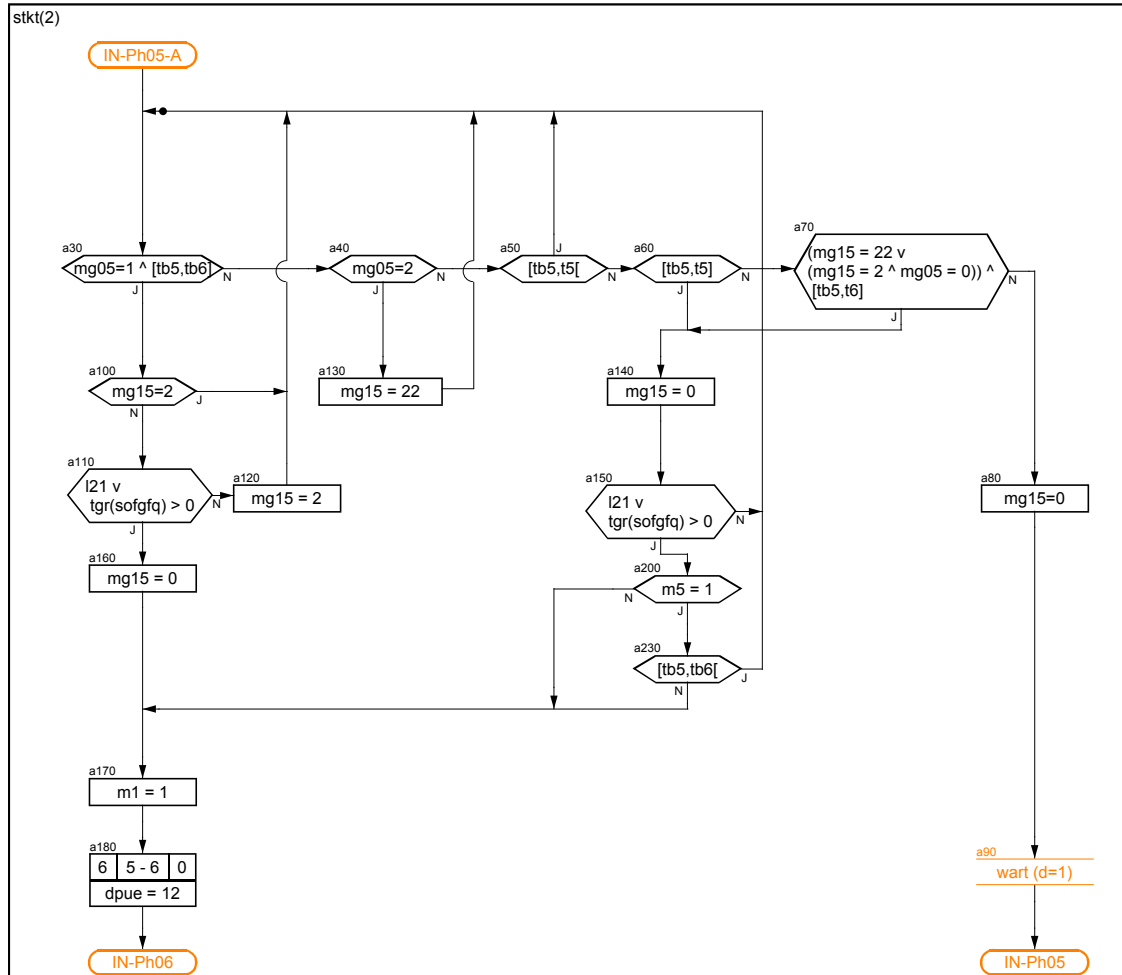 stkt(2)
IN-Ph05-A
a30
mg05=1 ^ [tb5,tb6]
N
J
a40
mg05=2
N
J
a50
[tb5,t5[
J
N
a60
[tb5,t5]
N
J
a70
(mg15 = 22 v
(mg15 = 2 ^ mg05 = 0)) ^
[tb5,t6]
N
J
a100
mg15=2
J
N
a130
mg15 = 22
a140
mg15 = 0
a110
l21 v
tgr(sofgfq) > 0
N
J
a120
mg15 = 2
a150
l21 v
tgr(sofgfq) > 0
N
J
a80
mg15=0
a160
mg15 = 0
a200
m5 = 1
N
J
a230
[tb5,tb6[
J
N
a170
m1 = 1
a180
6 5 - 6 0
dpue = 12
a90
wart (d=1)
IN-Ph06
IN-Ph05